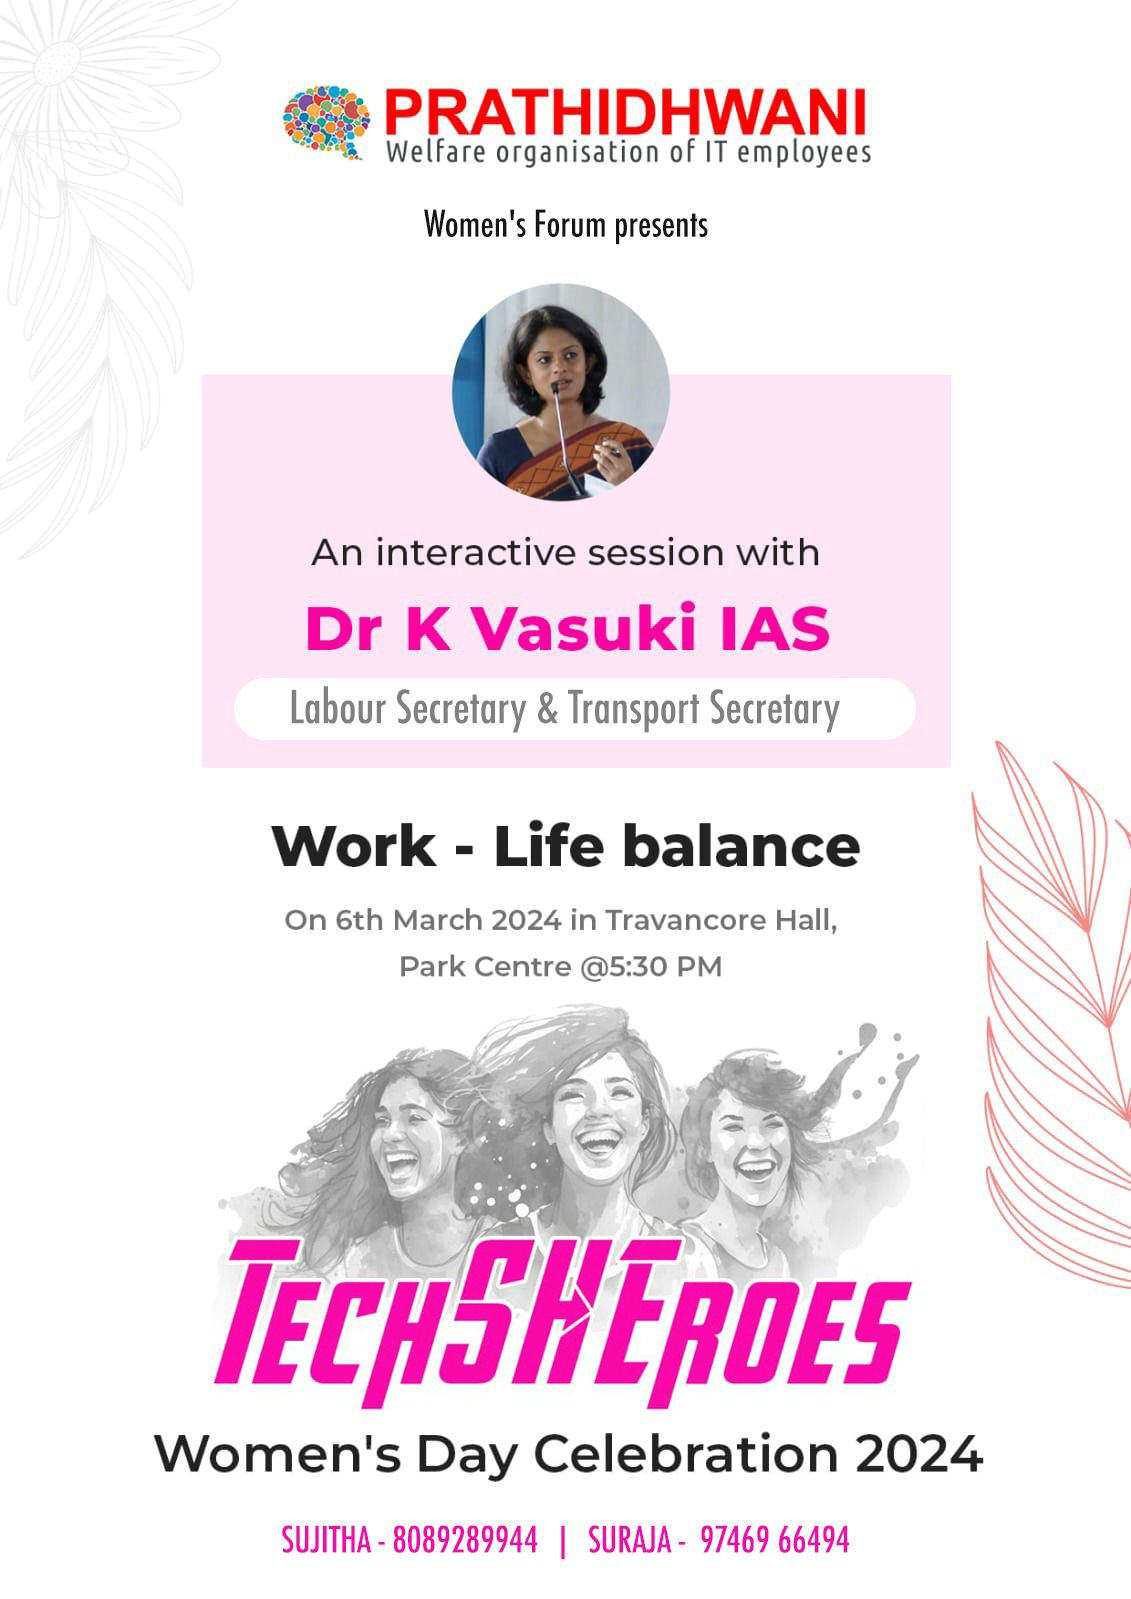 PRATHIDHWANI
Welfare organisation of IT employees
Women's Forum presents
An interactive session with
Dr K Vasuki IAS
Labour Secretary & Transport Secretary
Work - Life balance
On 6th March 2024 in Travancore Hall,
Park Centre @5:30 PM
TECHSHEROES
Women's Day Celebration 2024
SUJITHA - 8089289944 | SURAJA - 97469 66494